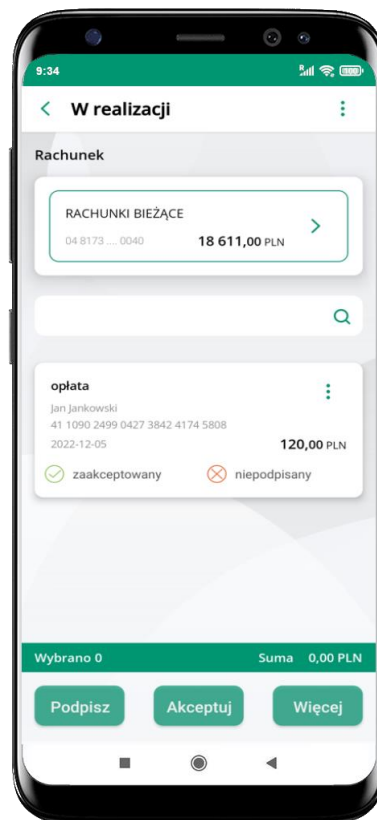 9:34
W realizacji
Rachunek
RACHUNKI BIEŻĄCE
04 8173 .... 0040 18 611,00 PLN
opłata
Jan Jankowski
41 1090 2499 0427 3842 4174 5808
2022-12-05 120,00 PLN
zaakceptowany niepodpisany
Wybrano 0 Suma 0,00 PLN
Podpisz Akceptuj Więcej